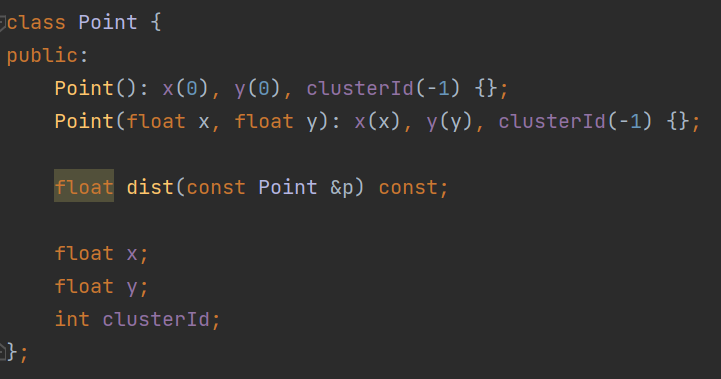 class Point {
public:
    Point(): x(0), y(0), clusterId(-1) {};
    Point(float x, float y): x(x), y(y), clusterId(-1) {};
    float dist(const Point &p) const;
    float x;
    float y;
    int clusterId;
};